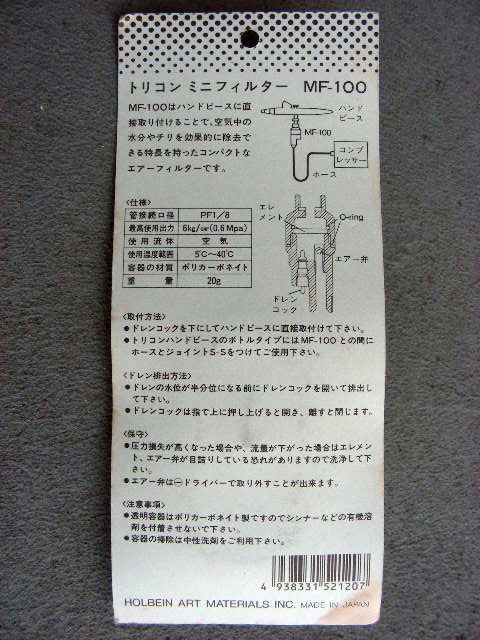 トリコン ミニフィルター MF-100
MF-100はハンドピースに直
接取り付けることで、空気中の
水分やチリを効果的に除去で
きる特長を持ったコンパクトな
エアーフィルターです。
ハンド
ピース
MF-100
コンプ
レッサー
ホース
〈仕様〉
管接続口径 PF1/8
最高使用出力 6kg/c㎡(0.6Mpa)
使用流体 空気
使用温度範囲 5℃〜40℃
容器の材質 ポリカーボネイト
重量 20g
エレ
メント
O-ring
エアー弁
ドレン
コック
〈取付方法〉
●ドレンコックを下にしてハンドピースに直接取付けて下さい。
●トリコンハンドピースのボトルタイプにはMF-100との間に
ホースとジョイントS-Sをつけてご使用下さい。
〈ドレン排出方法〉
●ドレンの水位が半分位になる前にドレンコックを開いて排出し
て下さい。
●ドレンコックは指で上に押し上げると開き、離すと閉じます。
〈保守〉
●圧力損失が高くなった場合や、流量が下がった場合はエレメン
ト、エアー弁が目詰りしている恐れがありますので洗浄して下
さい。
●エアー弁は㊀ドライバーで取り外すことが出来ます。
〈注意事項〉
●透明容器はポリカーボネイト製ですのでシンナーなどの有機溶
剤を付着させないで下さい。
●容器の掃除は中性洗剤をご利用下さい。
4 938331 521207
HOLBEIN ART MATERIALS INC. MADE IN JAPAN